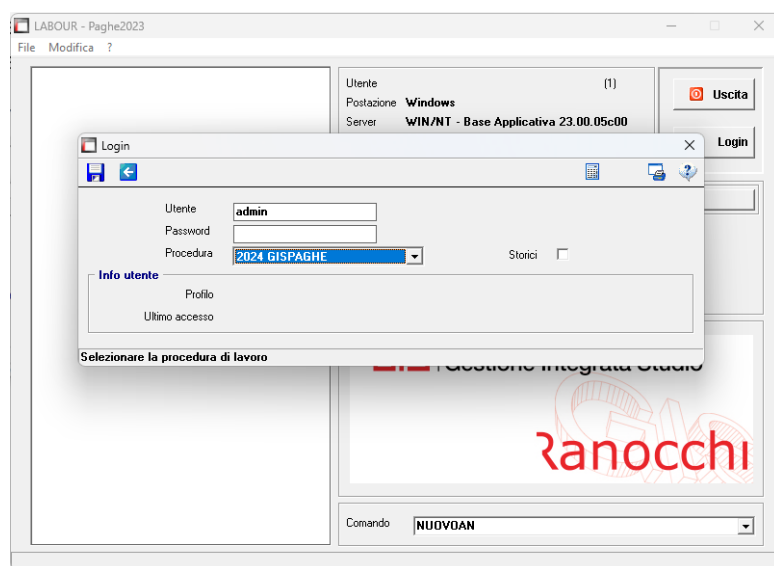 LABOUR - Paghe2023
File Modifica ?
Utente (1)
Postazione Windows
Server WIN/NT - Base Applicativa 23.00.05c00
Uscita
Login
Login
Utente admin
Password
Procedura 2024 GISPAGHE
Storici
Info utente
Profilo
Ultimo accesso
Selezionare la procedura di lavoro
Gestione Integrata Studio
Ranocchi
Comando NUOVOAN